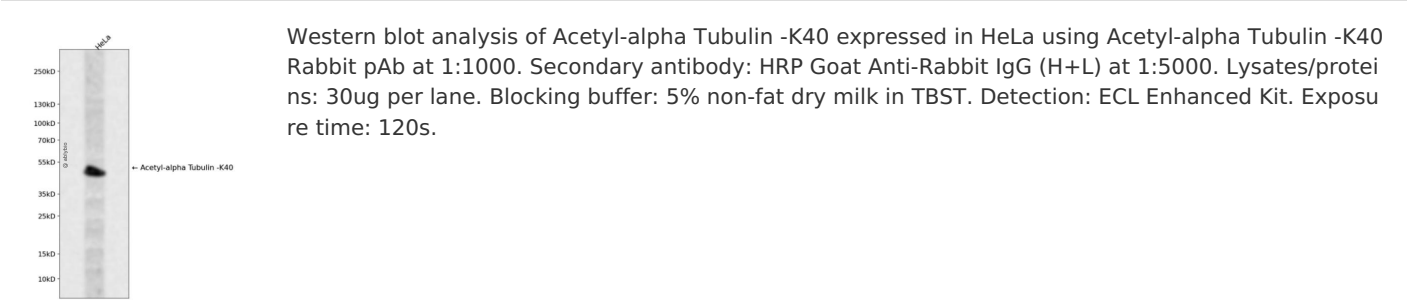 HeLa
250kD
130kD
100kD
70kD
55kD
35kD
25kD
15kD
10kD
← Acetyl-alpha Tubulin -K40
Western blot analysis of Acetyl-alpha Tubulin -K40 expressed in HeLa using Acetyl-alpha Tubulin -K40
Rabbit pAb at 1:1000. Secondary antibody: HRP Goat Anti-Rabbit IgG (H+L) at 1:5000. Lysates/protei
ns: 30ug per lane. Blocking buffer: 5% non-fat dry milk in TBST. Detection: ECL Enhanced Kit. Exposu
re time: 120s.